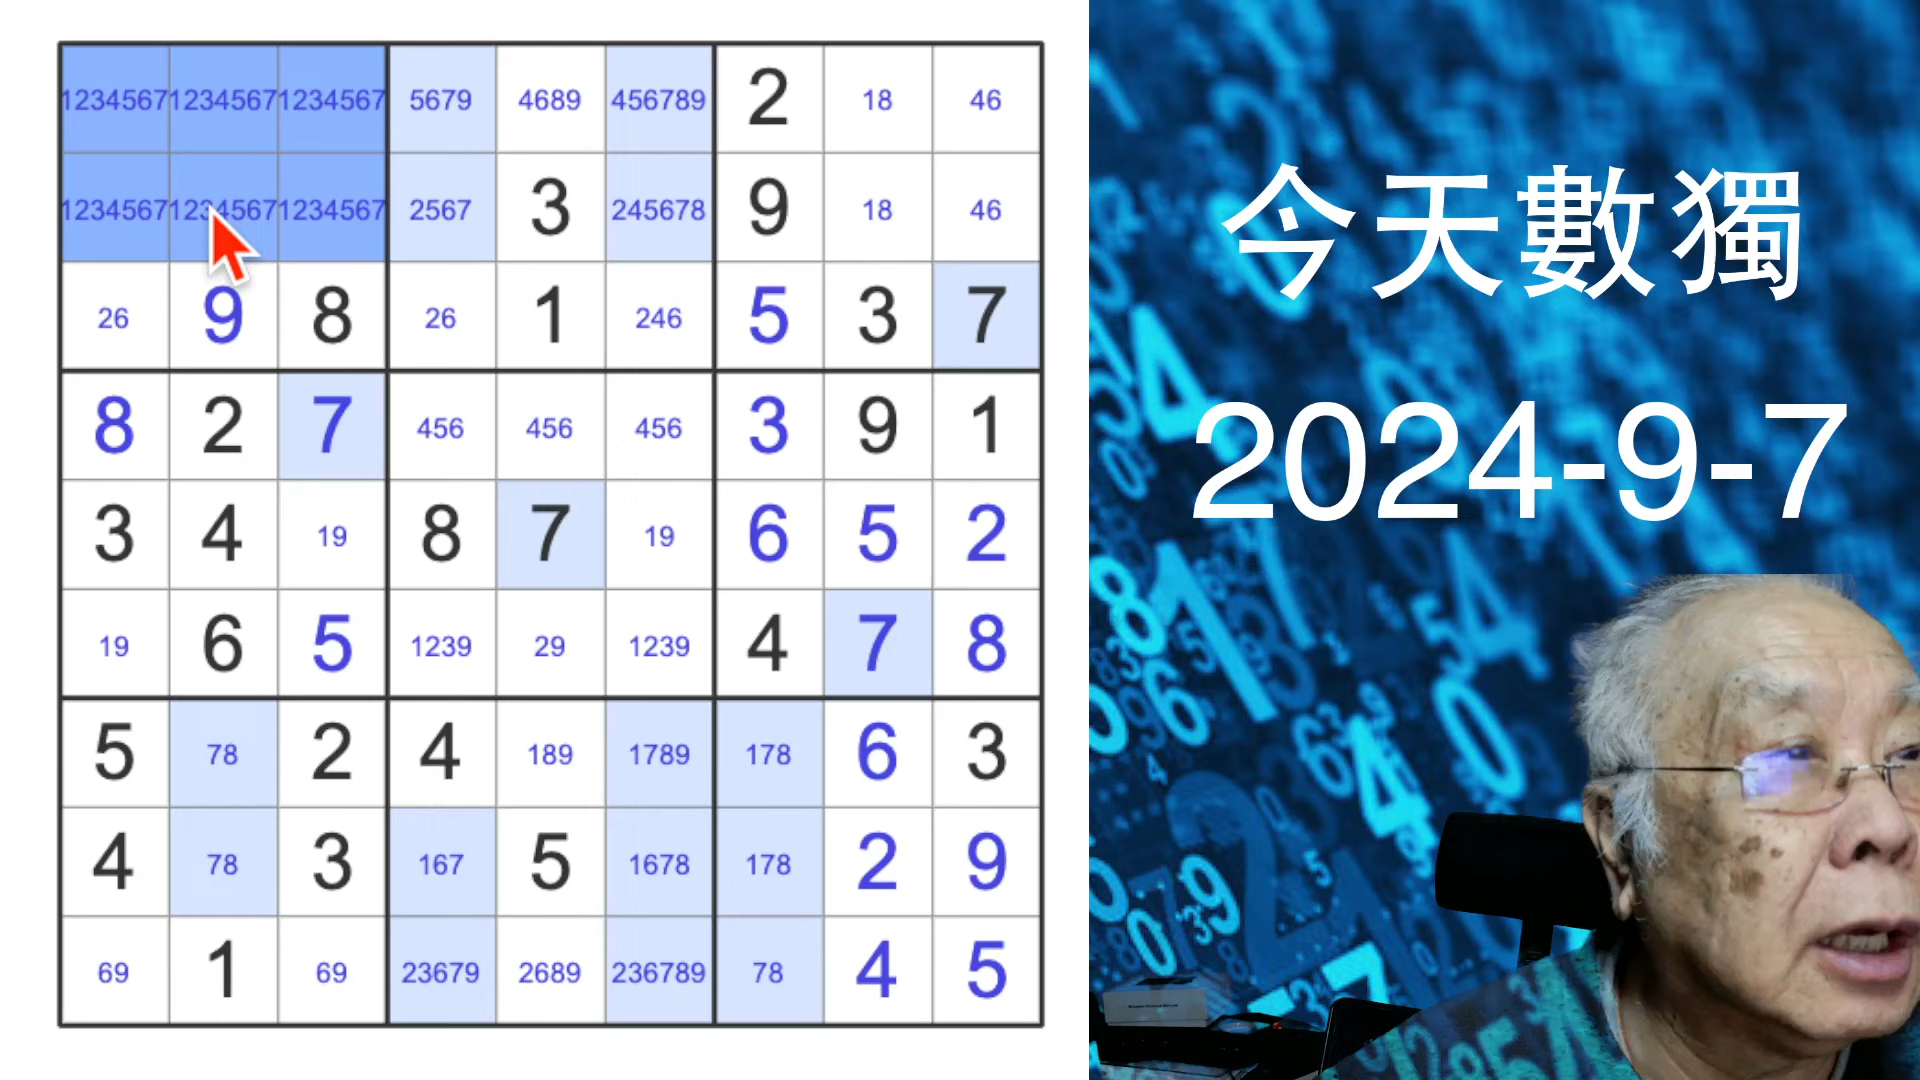 1234567 1234567 1234567 5679 4689 456789 2 18 46
1234567 1234567 1234567 2567 3 245678 9 18 46
26 9 8 26 1 246 5 3 7
8 2 7 456 456 456 3 9 1
3 4 19 8 7 19 6 5 2
19 6 5 1239 29 1239 4 7 8
5 78 2 4 189 1789 178 6 3
4 78 3 167 5 1678 178 2 9
69 1 69 23679 2689 236789 78 4 5
今天數獨
2024-9-7